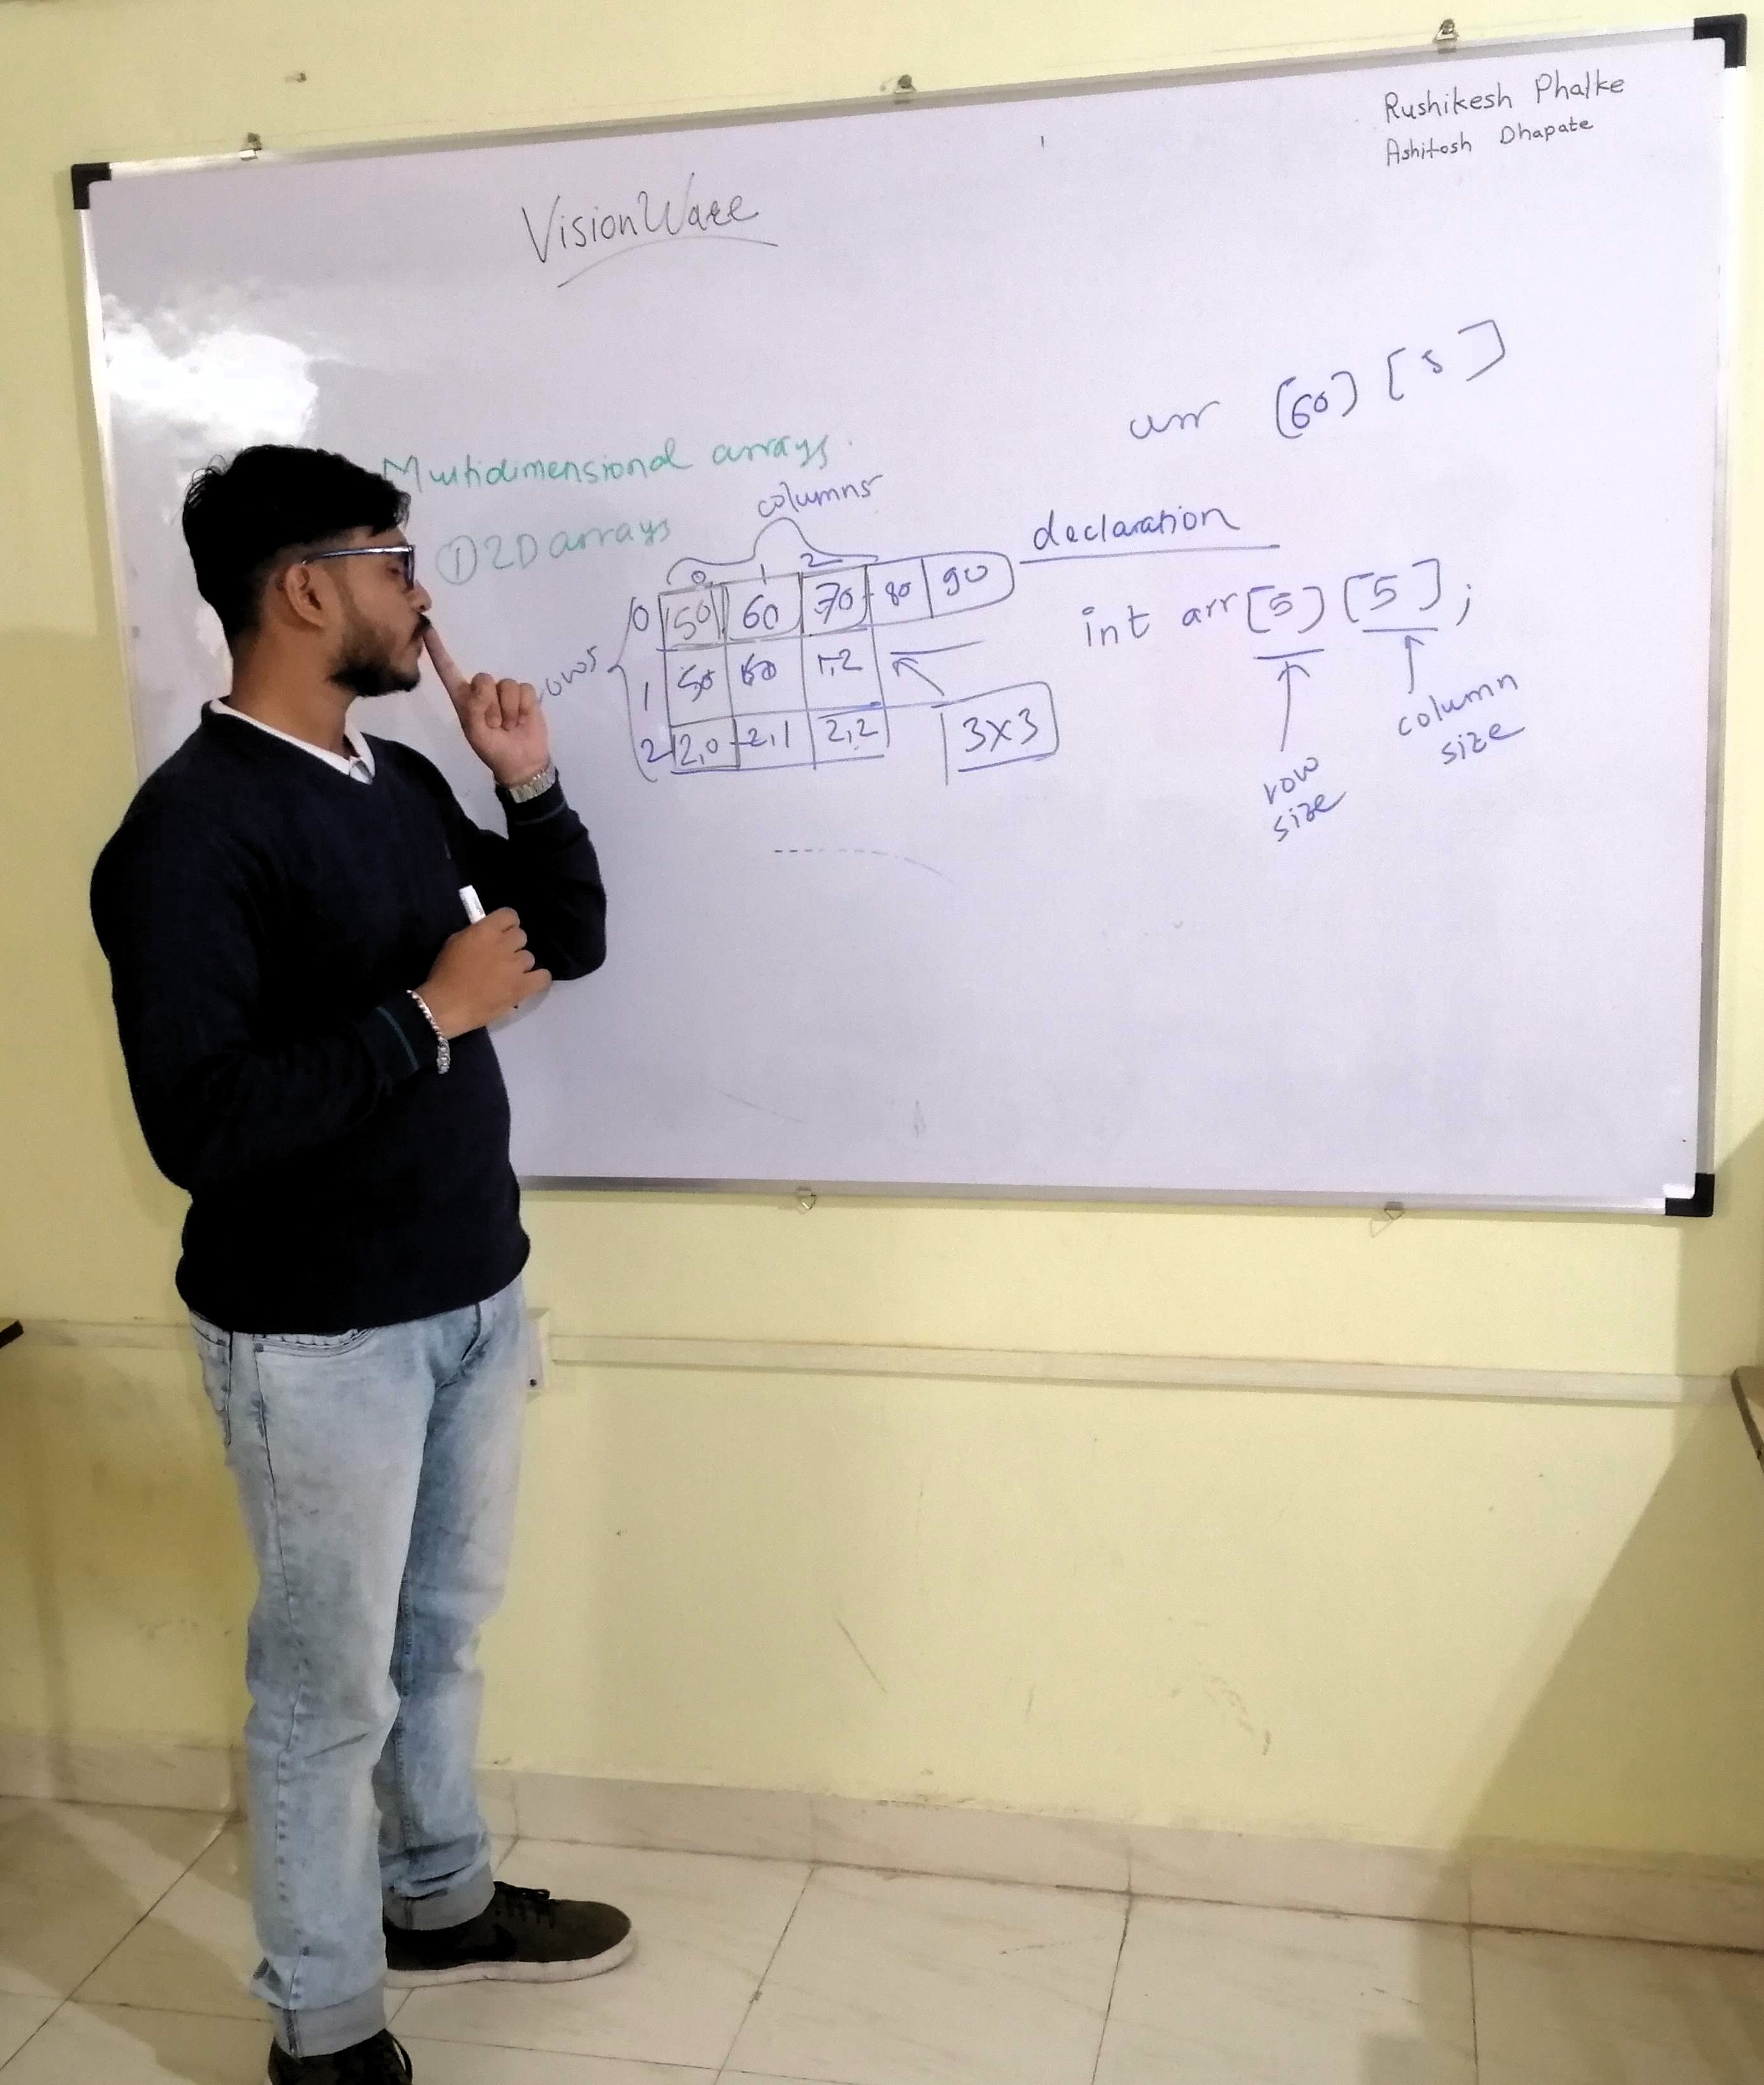 Rushikesh Phalke
Ashitosh Dhapate
VisionWare
arr [60] [5]
Multidimensional arrays.
columns
① 2D arrays
declaration
0 1 2
0 50 60 70 80 90
int arr [5] [5];
rows
1 50 60 1,2
2 2,0 2,1 2,2
3x3
row
size
column
size